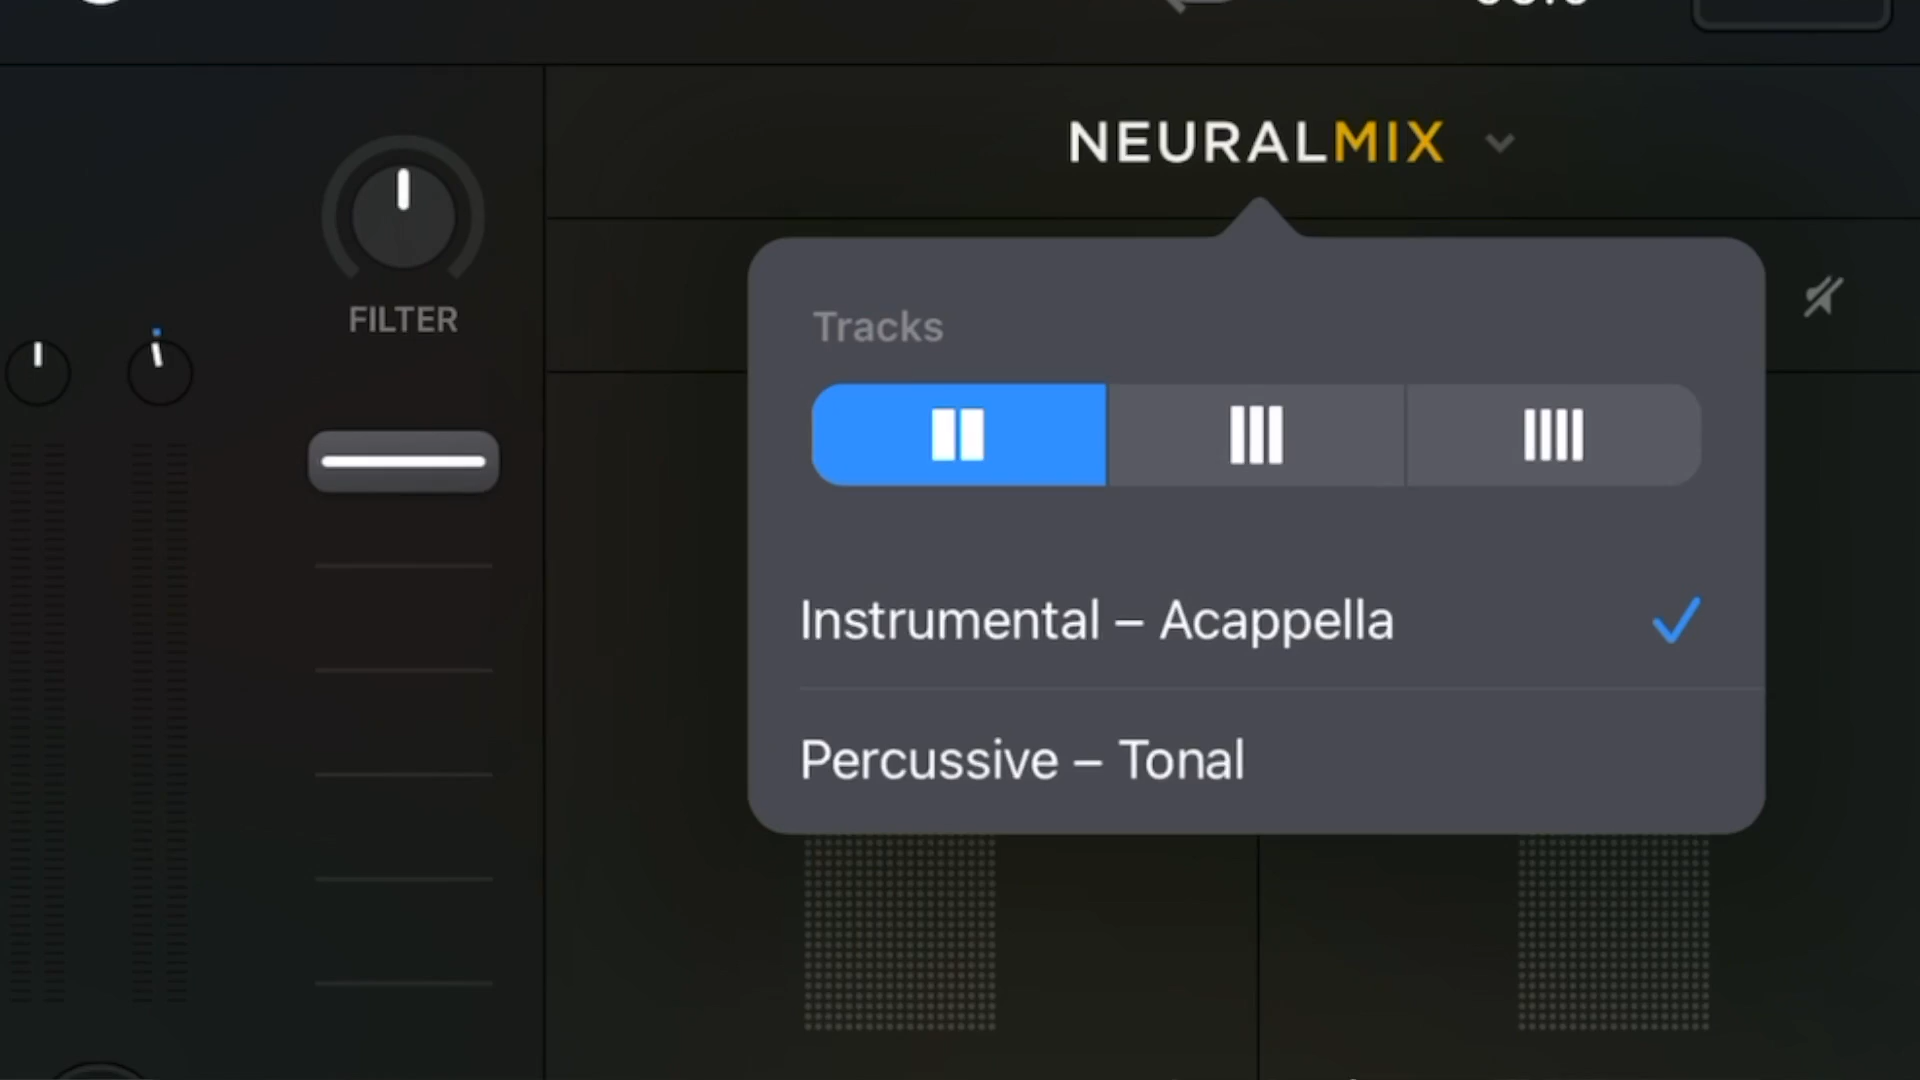 NEURALMIX
FILTER
Tracks
Instrumental – Acappella
Percussive – Tonal